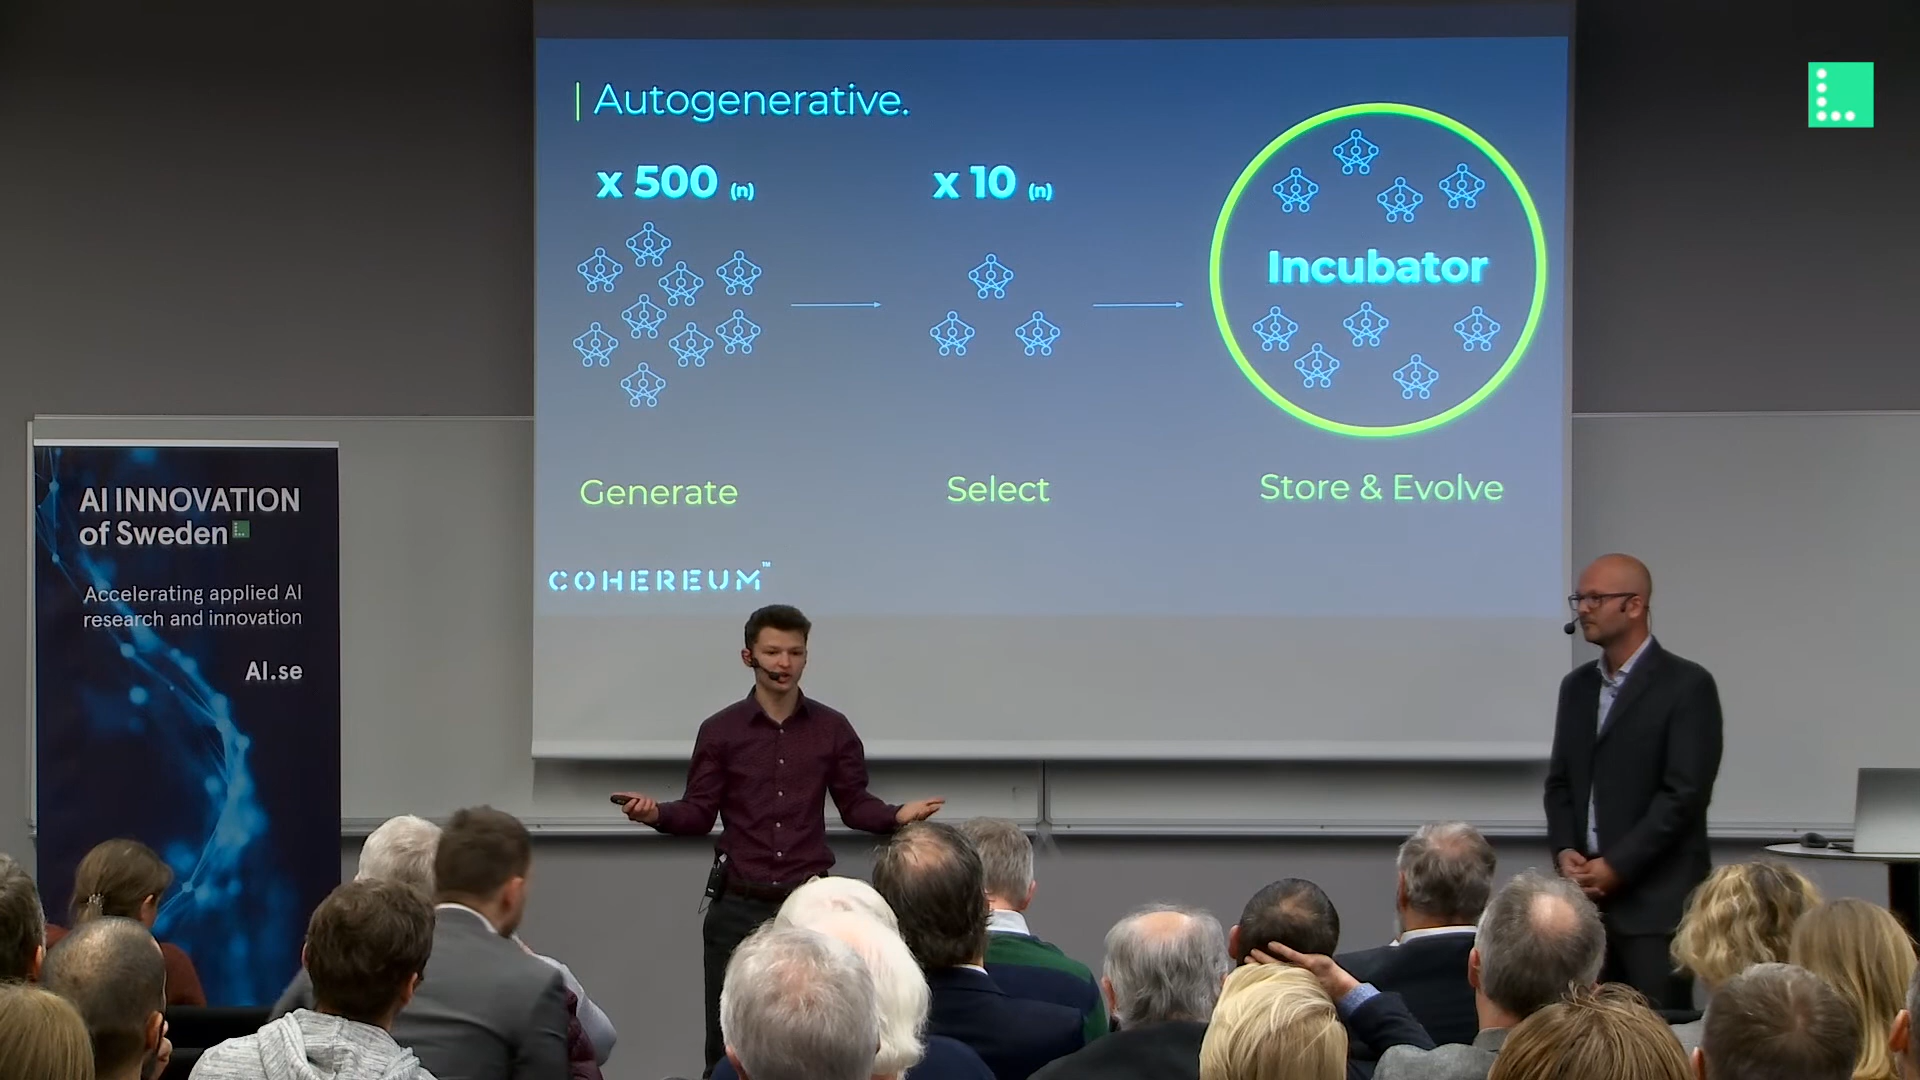 | Autogenerative.
x 500 (n)
x 10 (n)
Incubator
Generate
Select
Store & Evolve
COHEREUM™
AI INNOVATION
of Sweden
Accelerating applied AI
research and innovation
AI.se